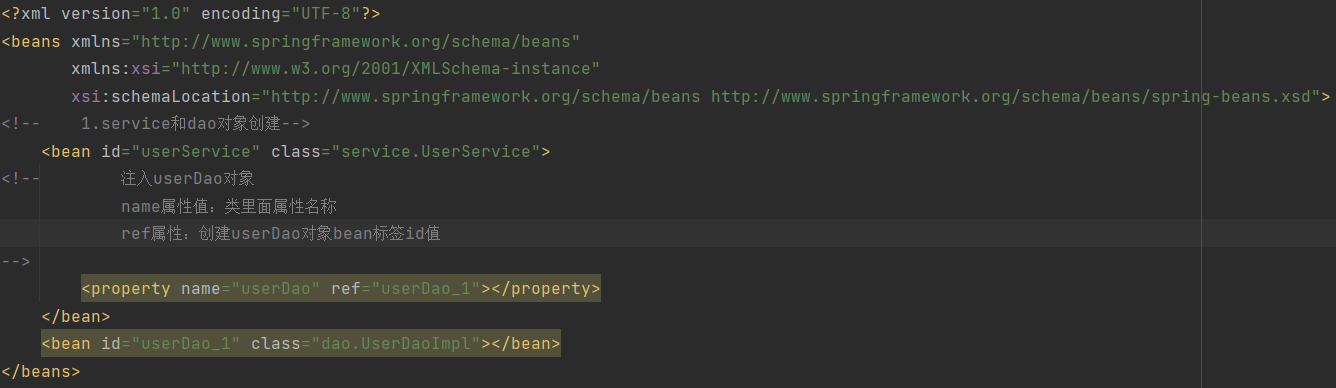 <?xml version="1.0" encoding="UTF-8"?>
<beans xmlns="http://www.springframework.org/schema/beans"
       xmlns:xsi="http://www.w3.org/2001/XMLSchema-instance"
       xsi:schemaLocation="http://www.springframework.org/schema/beans http://www.springframework.org/schema/beans/spring-beans.xsd">
<!--    1.service和dao对象创建-->
    <bean id="userService" class="service.UserService">
<!--        注入userDao对象
            name属性值：类里面属性名称
            ref属性：创建userDao对象bean标签id值
-->
        <property name="userDao" ref="userDao_1"></property>
    </bean>
    <bean id="userDao_1" class="dao.UserDaoImpl"></bean>
</beans>